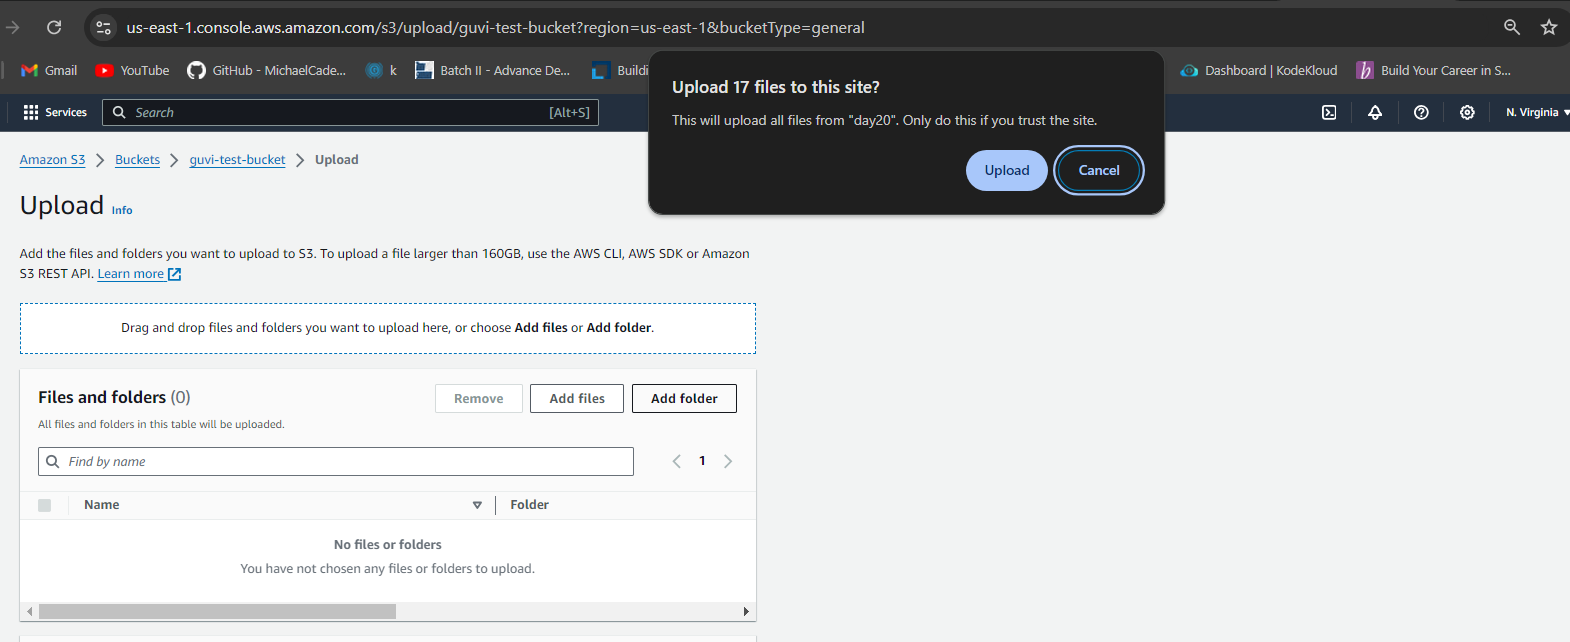 us-east-1.console.aws.amazon.com/s3/upload/guvi-test-bucket?region=us-east-1&bucketType=general
Gmail
YouTube
GitHub - MichaelCade...
k
Batch II - Advance De...
Buildi
Dashboard | KodeKloud
Build Your Career in S...
Upload 17 files to this site?
This will upload all files from "day20". Only do this if you trust the site.
Upload
Cancel
Services
Search
[Alt+S]
N. Virginia
Amazon S3
Buckets
guvi-test-bucket
Upload
Upload
Info
Add the files and folders you want to upload to S3. To upload a file larger than 160GB, use the AWS CLI, AWS SDK or Amazon
S3 REST API. Learn more
Drag and drop files and folders you want to upload here, or choose Add files or Add folder.
Files and folders (0)
Remove
Add files
Add folder
All files and folders in this table will be uploaded.
Find by name
1
Name
Folder
No files or folders
You have not chosen any files or folders to upload.